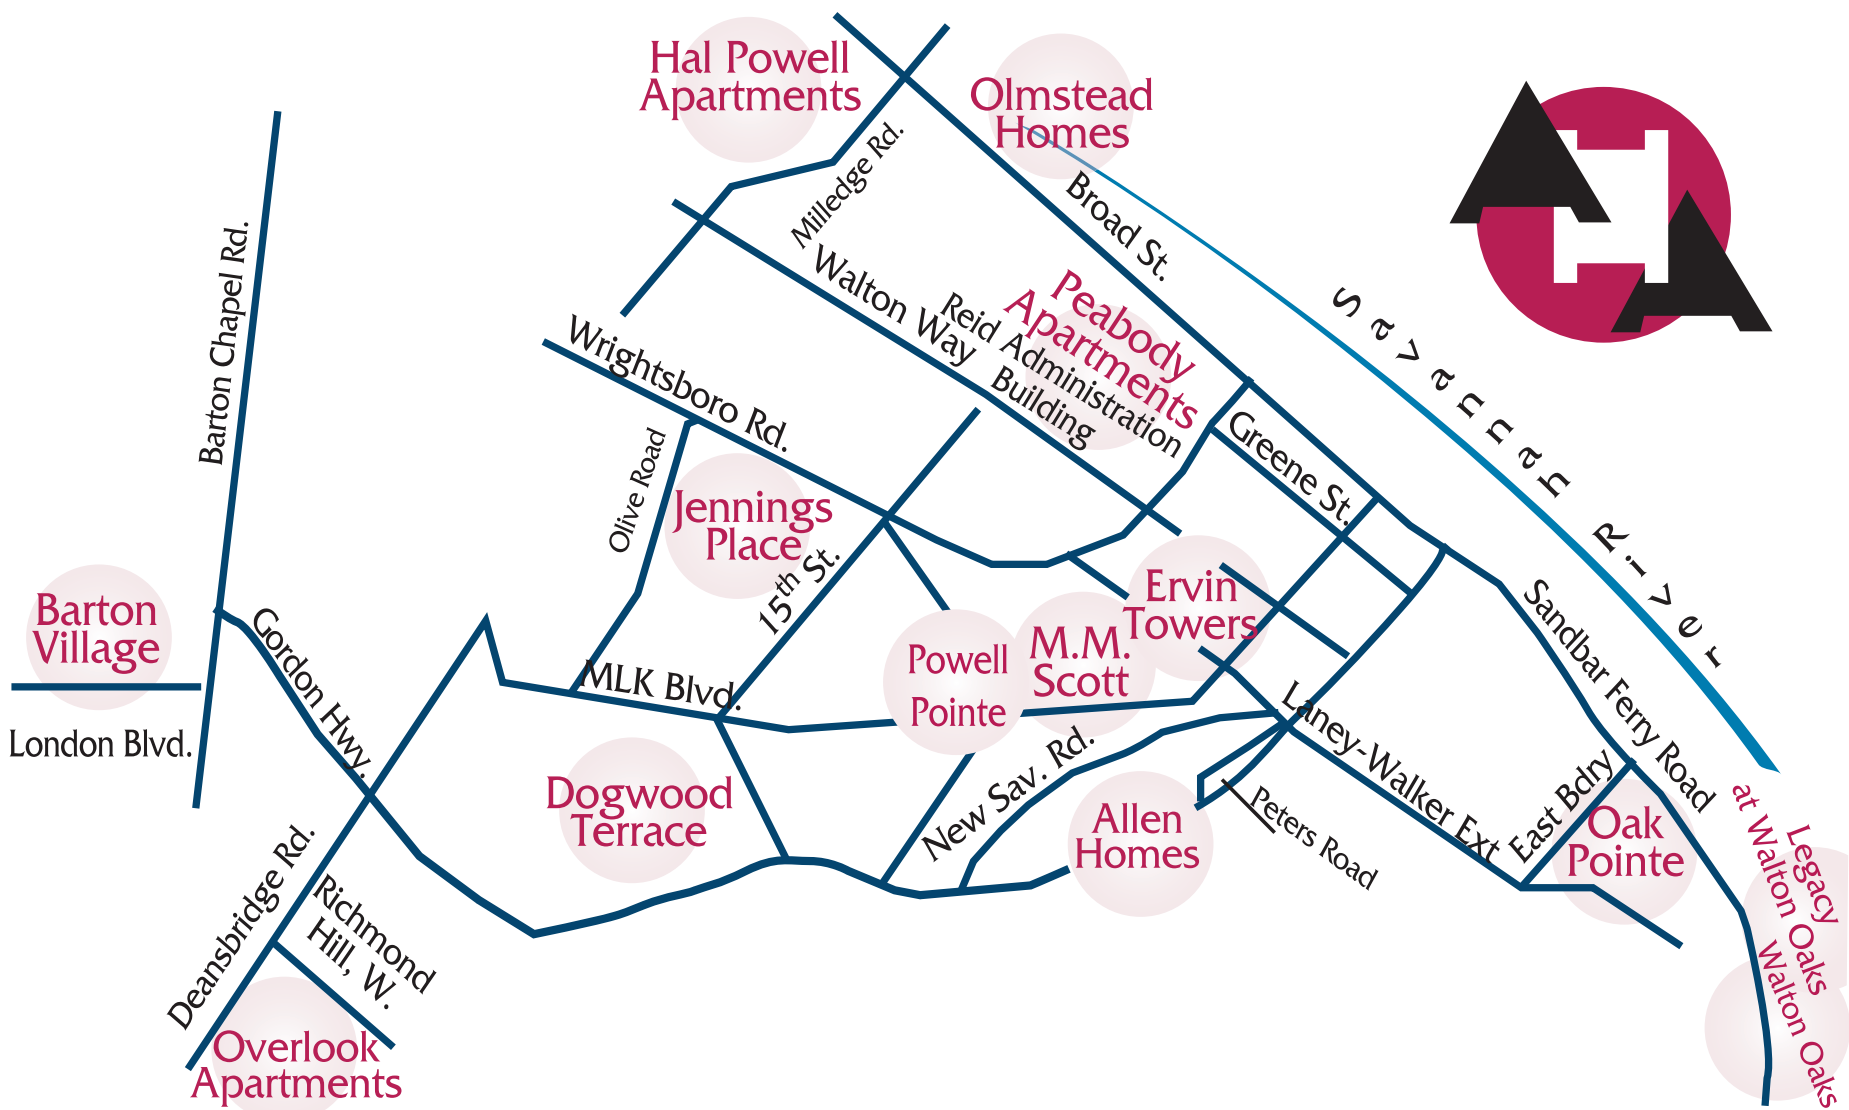 Hal Powell
Apartments
Olmstead
Homes
Milledge Rd.
Broad St.
Barton Chapel Rd.
Walton Way
Reid Administration
Building
Peabody
Apartments
Savannah River
Wrightsboro Rd.
Olive Road
Jennings
Place
15th St.
Greene St.
Barton
Village
London Blvd.
Gordon Hwy.
MLK Blvd.
Powell
Pointe
M.M.
Scott
Ervin
Towers
Sandbar Ferry Road
Laney-Walker Ext
East Bdry
Oak
Pointe
Dogwood
Terrace
New Sav. Rd.
Allen
Homes
Peters Road
Legacy
at Walton Oaks
Walton Oaks
Deansbridge Rd.
Richmond
Hill, W.
Overlook
Apartments
AHA